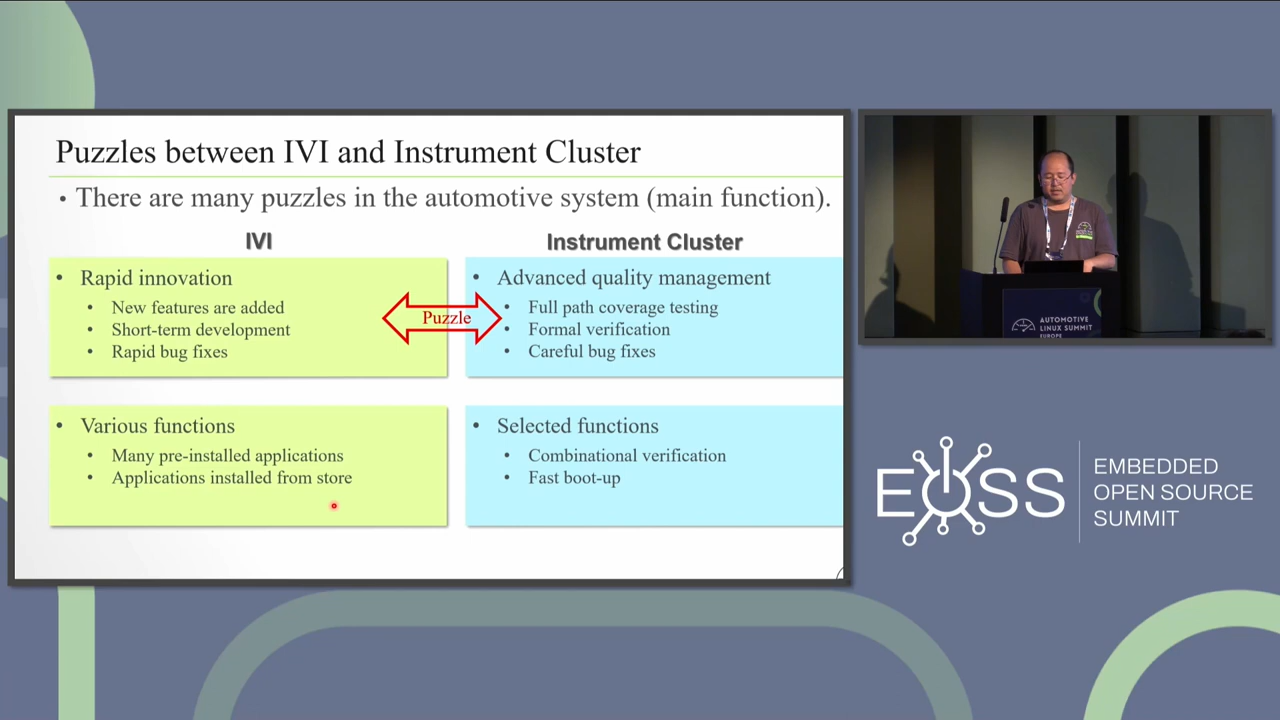 Puzzles between IVI and Instrument Cluster
• There are many puzzles in the automotive system (main function).
IVI
• Rapid innovation
• New features are added
• Short-term development
• Rapid bug fixes
Puzzle
Instrument Cluster
• Advanced quality management
• Full path coverage testing
• Formal verification
• Careful bug fixes
• Various functions
• Many pre-installed applications
• Applications installed from store
• Selected functions
• Combinational verification
• Fast boot-up
AUTOMOTIVE
LINUX SUMMIT
EUROPE
EOSS
EMBEDDED
OPEN SOURCE
SUMMIT